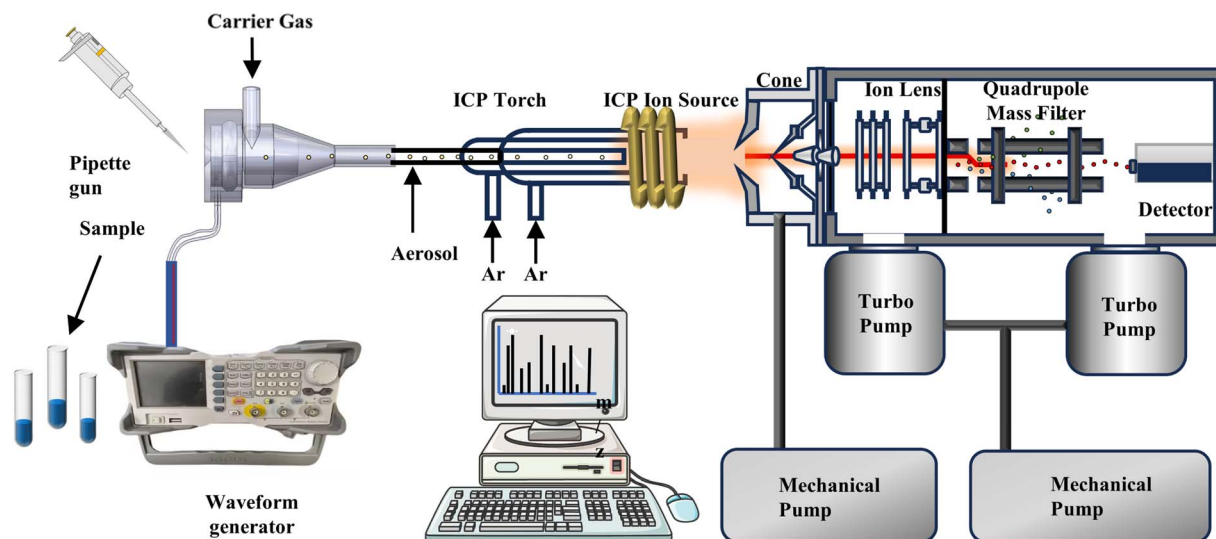 Carrier Gas
Pipette
gun
Sample
ICP Torch
Aerosol
Ar
Ar
ICP Ion Source
Cone
Ion Lens
Quadrupole
Mass Filter
Detector
Turbo
Pump
Turbo
Pump
m
z
Waveform
generator
Mechanical
Pump
Mechanical
Pump